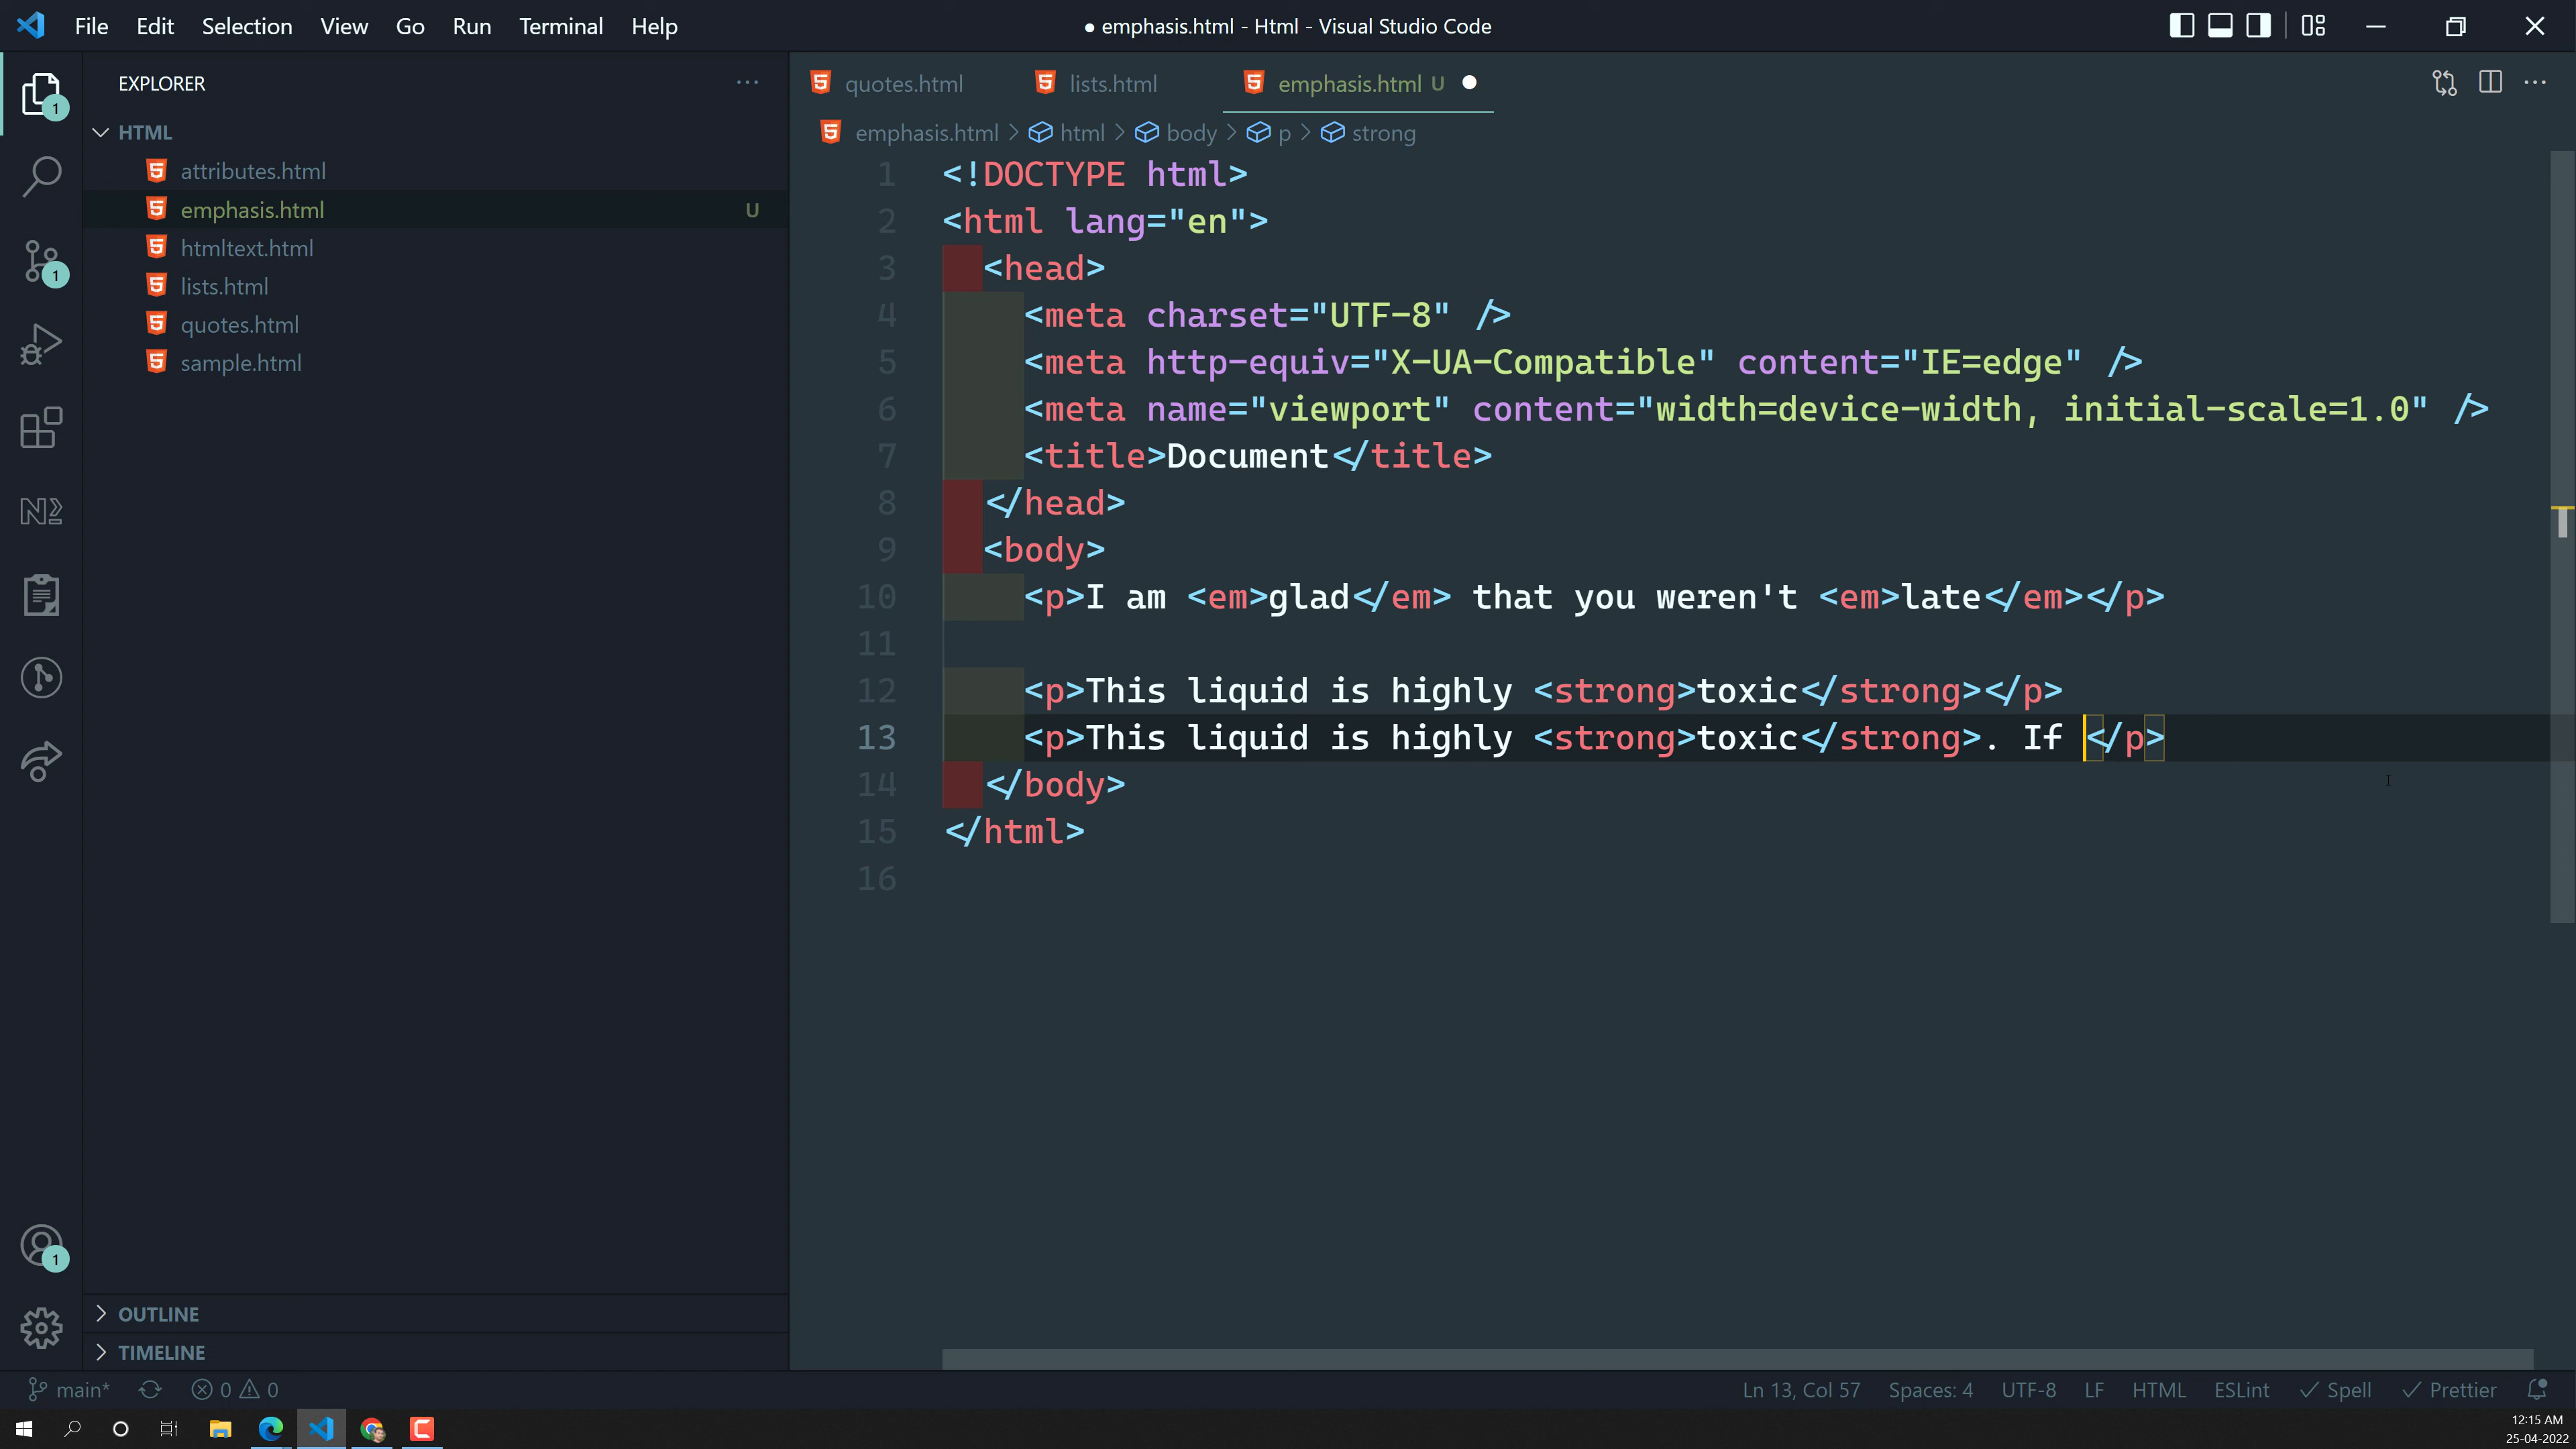 File Edit Selection View Go Run Terminal Help
● emphasis.html - Html - Visual Studio Code
EXPLORER
HTML
attributes.html
emphasis.html U
htmltext.html
lists.html
quotes.html
sample.html
OUTLINE
TIMELINE
1
1
1
quotes.html lists.html emphasis.html U
emphasis.html > html > body > p > strong
1 <!DOCTYPE html>
2 <html lang="en">
3 <head>
4 <meta charset="UTF-8" />
5 <meta http-equiv="X-UA-Compatible" content="IE=edge" />
6 <meta name="viewport" content="width=device-width, initial-scale=1.0" />
7 <title>Document</title>
8 </head>
9 <body>
10 <p>I am <em>glad</em> that you weren't <em>late</em></p>
11
12 <p>This liquid is highly <strong>toxic</strong></p>
13 <p>This liquid is highly <strong>toxic</strong>. If </p>
14 </body>
15 </html>
16
main* 0 0 Ln 13, Col 57 Spaces: 4 UTF-8 LF HTML ESLint Spell Prettier
12:15 AM
25-04-2022